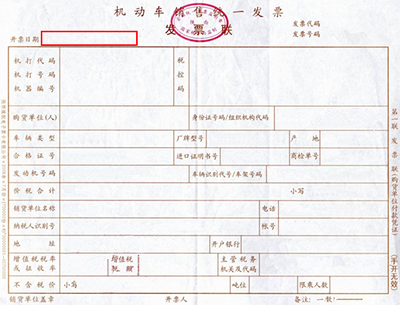 机动车销售统一发票
发票联
发票代码
发票号码
开票日期
机打代码
机打号码
机器编号
税控码
购货单位(人)
身份证号码/组织机构代码
车辆类型
厂牌型号
产地
合格证号
进口证明书号
商检单号
发动机号码
车辆识别代号/车架号码
价税合计
小写
销货单位名称
电话
纳税人识别号
帐号
地址
开户银行
增值税税率或征收率
增值税税额
主管税务机关及代码
不含税价
小写
吨位
限乘人数
销货单位盖章
开票人
备注:一车一票
第一联 发票联(购货单位付款凭证)
(手开无效)